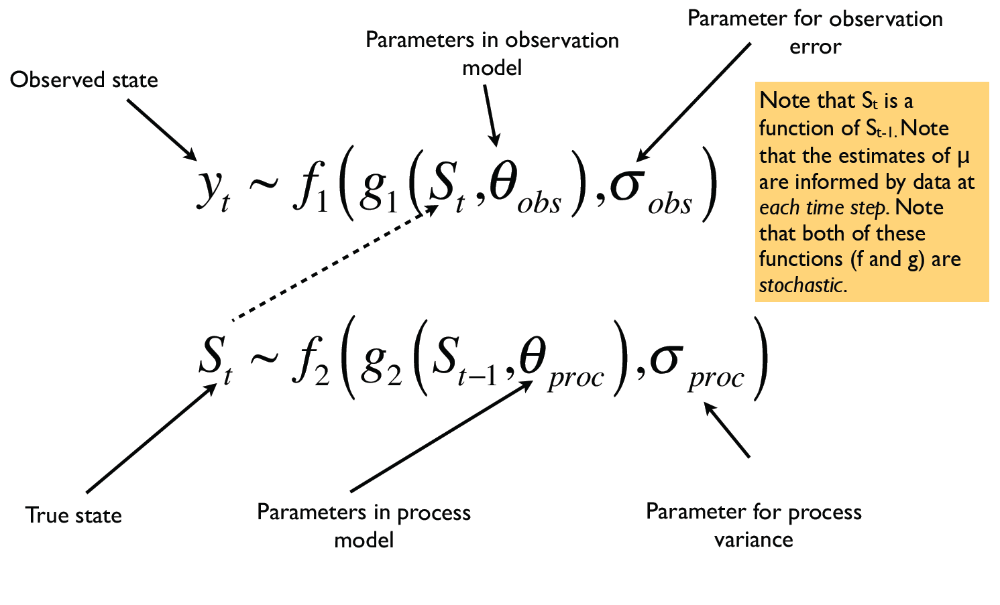 Parameter for observation
error
Parameters in observation
model
Observed state
Note that Sₜ is a
function of Sₜ₋₁. Note
that the estimates of μ
are informed by data at
each time step. Note
that both of these
functions (f and g) are
stochastic.
yₜ ~ f₁(g₁(Sₜ,θ_obs),σ_obs)
Sₜ ~ f₂(g₂(Sₜ₋₁,θ_proc),σ_proc)
True state
Parameters in process
model
Parameter for process
variance